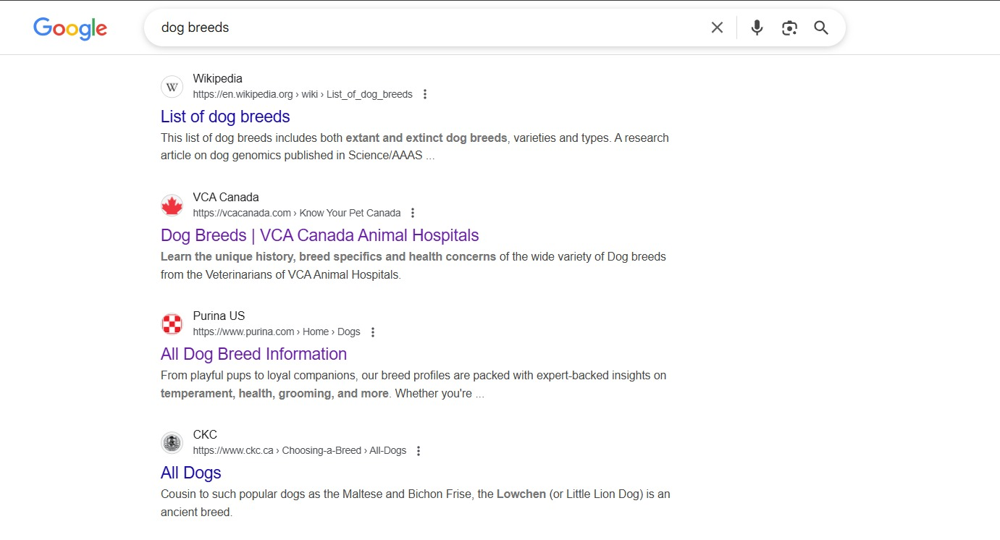 Google
dog breeds
Wikipedia
https://en.wikipedia.org › wiki › List_of_dog_breeds
List of dog breeds
This list of dog breeds includes both extant and extinct dog breeds, varieties and types. A research
article on dog genomics published in Science/AAAS ...
VCA Canada
https://vcacanada.com › Know Your Pet Canada
Dog Breeds | VCA Canada Animal Hospitals
Learn the unique history, breed specifics and health concerns of the wide variety of Dog breeds
from the Veterinarians of VCA Animal Hospitals.
Purina US
https://www.purina.com › Home › Dogs
All Dog Breed Information
From playful pups to loyal companions, our breed profiles are packed with expert-backed insights on
temperament, health, grooming, and more. Whether you're ...
CKC
https://www.ckc.ca › Choosing-a-Breed › All-Dogs
All Dogs
Cousin to such popular dogs as the Maltese and Bichon Frise, the Lowchen (or Little Lion Dog) is an
ancient breed.